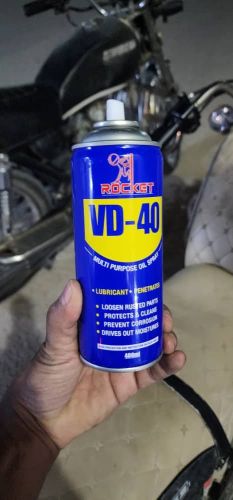 ROCKET
VD-40
MULTI PURPOSE OIL SPRAY
• LUBRICANT • PENETRATES
• LOOSEN RUSTED PARTS
• PROTECTS & CLEANS
• PREVENT CORROSION
• DRIVES OUT MOISTURES
400ml